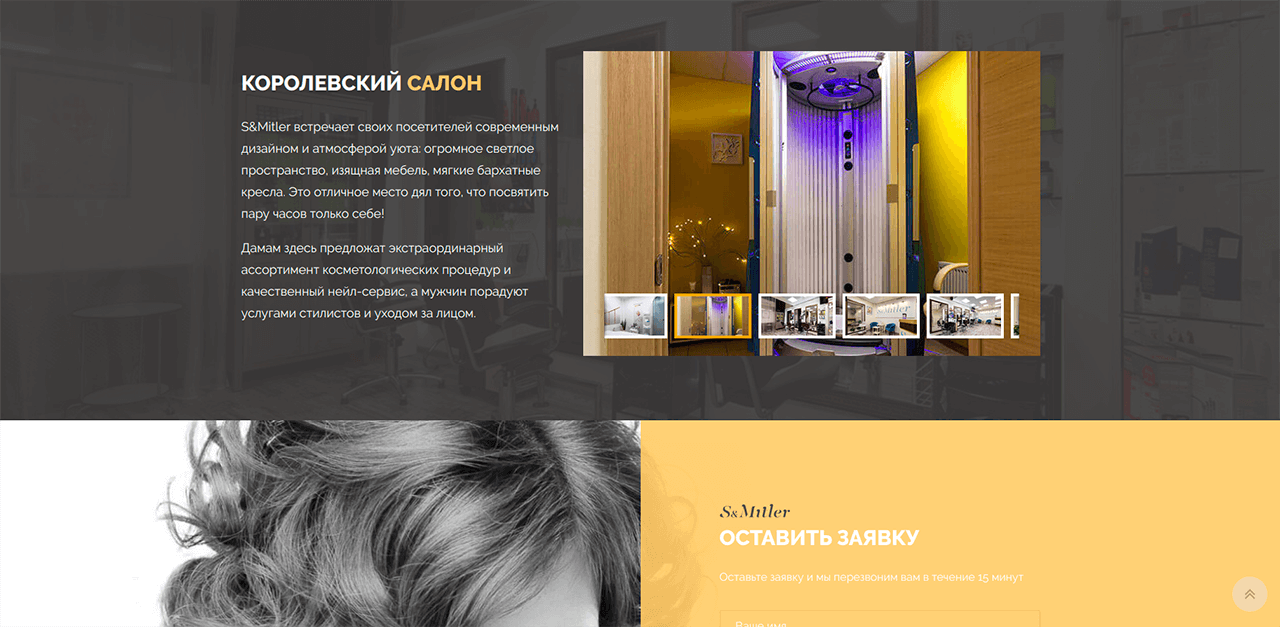 КОРОЛЕВСКИЙ САЛОН
S&Mitler встречает своих посетителей современным
дизайном и атмосферой уюта: огромное светлое
пространство, изящная мебель, мягкие бархатные
кресла. Это отличное место дял того, что посвятить
пару часов только себе!
Дамам здесь предложат экстраординарный
ассортимент косметологических процедур и
качественный нейл-сервис, а мужчин порадуют
услугами стилистов и уходом за лицом.
S&Mitler
ОСТАВИТЬ ЗАЯВКУ
Оставьте заявку и мы перезвоним вам в течение 15 минут
Ваше имя